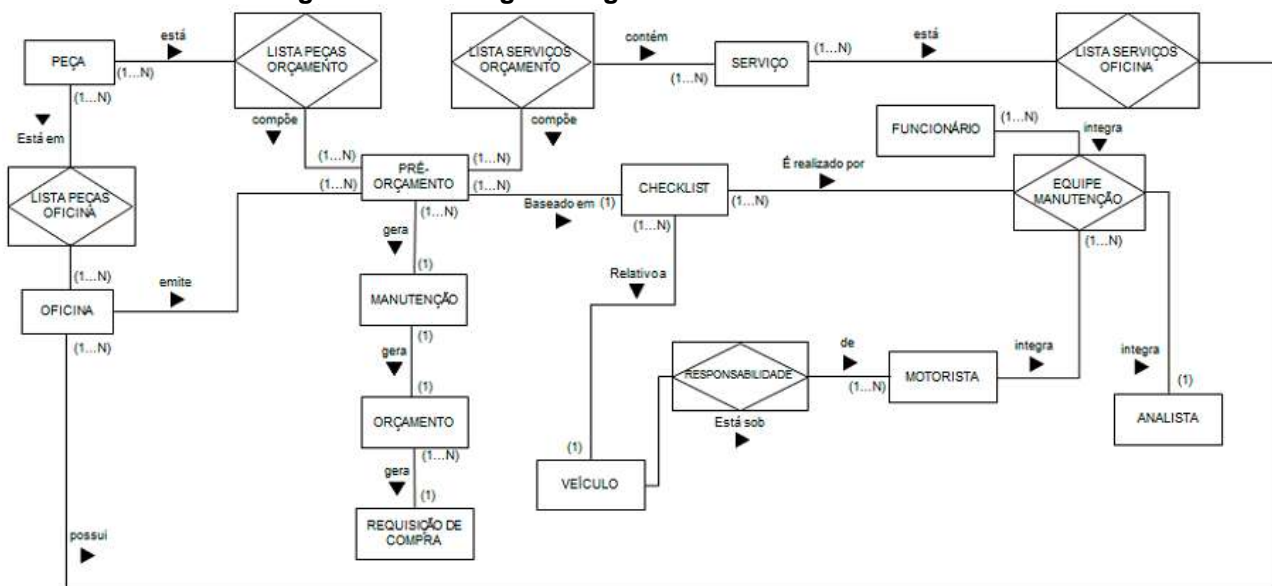 está
LISTA PEÇAS
ORÇAMENTO
LISTA SERVIÇOS
ORÇAMENTO
contém
(1...N)
está
LISTA SERVIÇOS
OFICINA
PEÇA
(1...N)
(1...N)
SERVIÇO
(1...N)
(1...N)
Está em
compõe
compõe
FUNCIONÁRIO
integra
(1...N)
(1...N)
PRÉ-
ORÇAMENTO
(1...N)
(1...N)
É realizado por
LISTA PEÇAS
OFICINA
(1...N)
(1...N)
Baseado em
(1)
CHECKLIST
(1...N)
(1...N)
EQUIPE
MANUTENÇÃO
(1...N)
gera
(1)
(1...N)
emite
OFICINA
(1...N)
MANUTENÇÃO
(1)
Relativo a
gera
(1)
RESPONSABILIDADE
de
(1...N)
MOTORISTA
integra
integra
(1)
ANALISTA
ORÇAMENTO
(1...N)
Está sob
(1)
VEÍCULO
gera
(1)
REQUISIÇÃO DE
COMPRA
possui